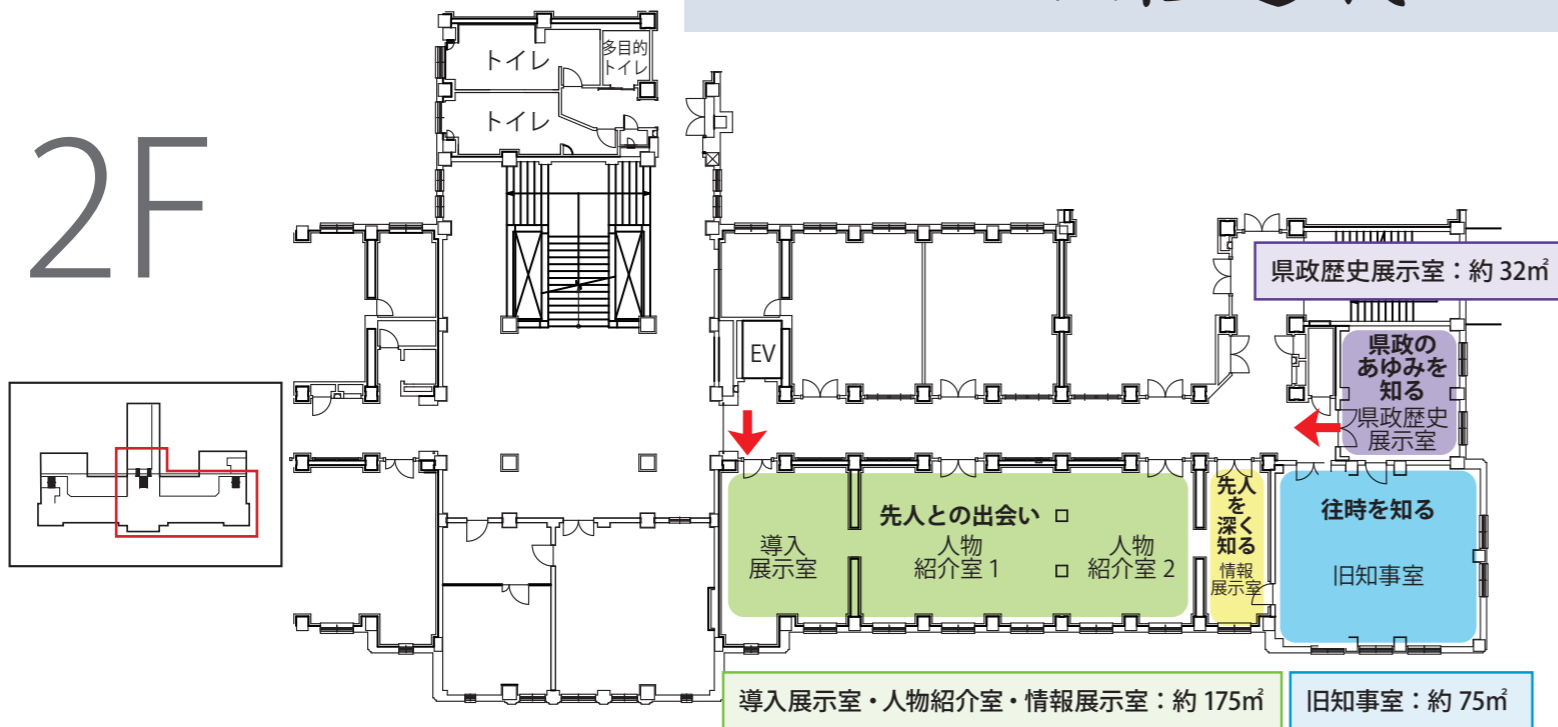 トイレ
多目的
トイレ
トイレ
2F
県政歴史展示室：約 32㎡
EV
県政の
あゆみを
知る
県政歴史
展示室
先人との出会い
導入
展示室
人物
紹介室 1
人物
紹介室 2
先人
を
深く
知る
情報
展示室
往時を知る
旧知事室
導入展示室・人物紹介室・情報展示室：約 175㎡
旧知事室：約 75㎡